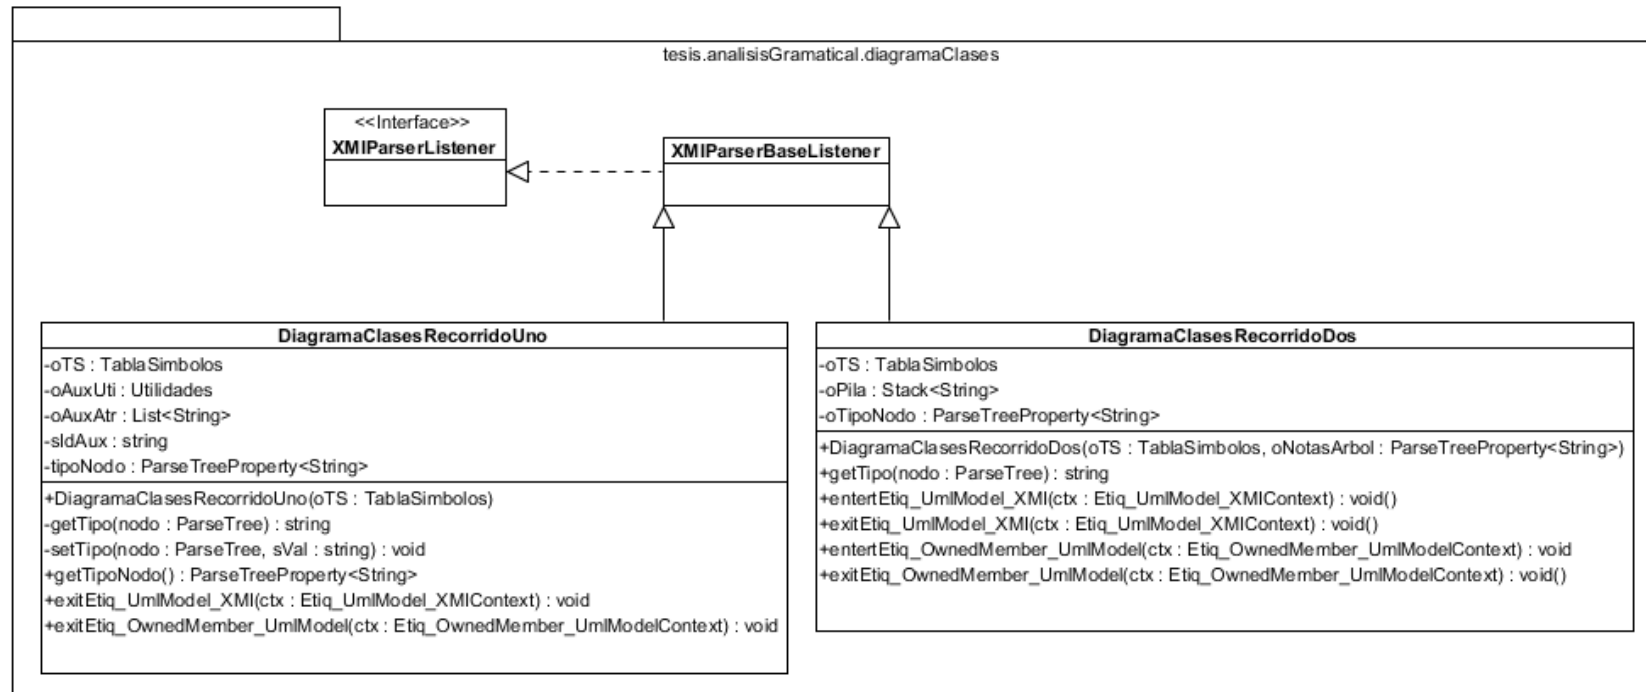 tesis.analisisGramatical.diagramaClases
<<Interface>>
XMIParserListener
XMIParserBaseListener
DiagramaClasesRecorridoUno
-oTS : TablaSimbolos
-oAuxUti : Utilidades
-oAuxAtr : List<String>
-sIdAux : string
-tipoNodo : ParseTreeProperty<String>
+DiagramaClasesRecorridoUno(oTS : TablaSimbolos)
-getTipo(nodo : ParseTree) : string
-setTipo(nodo : ParseTree, sVal : string) : void
+getTipoNodo() : ParseTreeProperty<String>
+exitEtiq_UmlModel_XMI(ctx : Etiq_UmlModel_XMIContext) : void
+exitEtiq_OwnedMember_UmlModel(ctx : Etiq_OwnedMember_UmlModelContext) : void
DiagramaClasesRecorridoDos
-oTS : TablaSimbolos
-oPila : Stack<String>
-oTipoNodo : ParseTreeProperty<String>
+DiagramaClasesRecorridoDos(oTS : TablaSimbolos, oNotasArbol : ParseTreeProperty<String>)
+getTipo(nodo : ParseTree) : string
+entertEtiq_UmlModel_XMI(ctx : Etiq_UmlModel_XMIContext) : void()
+exitEtiq_UmlModel_XMI(ctx : Etiq_UmlModel_XMIContext) : void()
+entertEtiq_OwnedMember_UmlModel(ctx : Etiq_OwnedMember_UmlModelContext) : void
+exitEtiq_OwnedMember_UmlModel(ctx : Etiq_OwnedMember_UmlModelContext) : void()